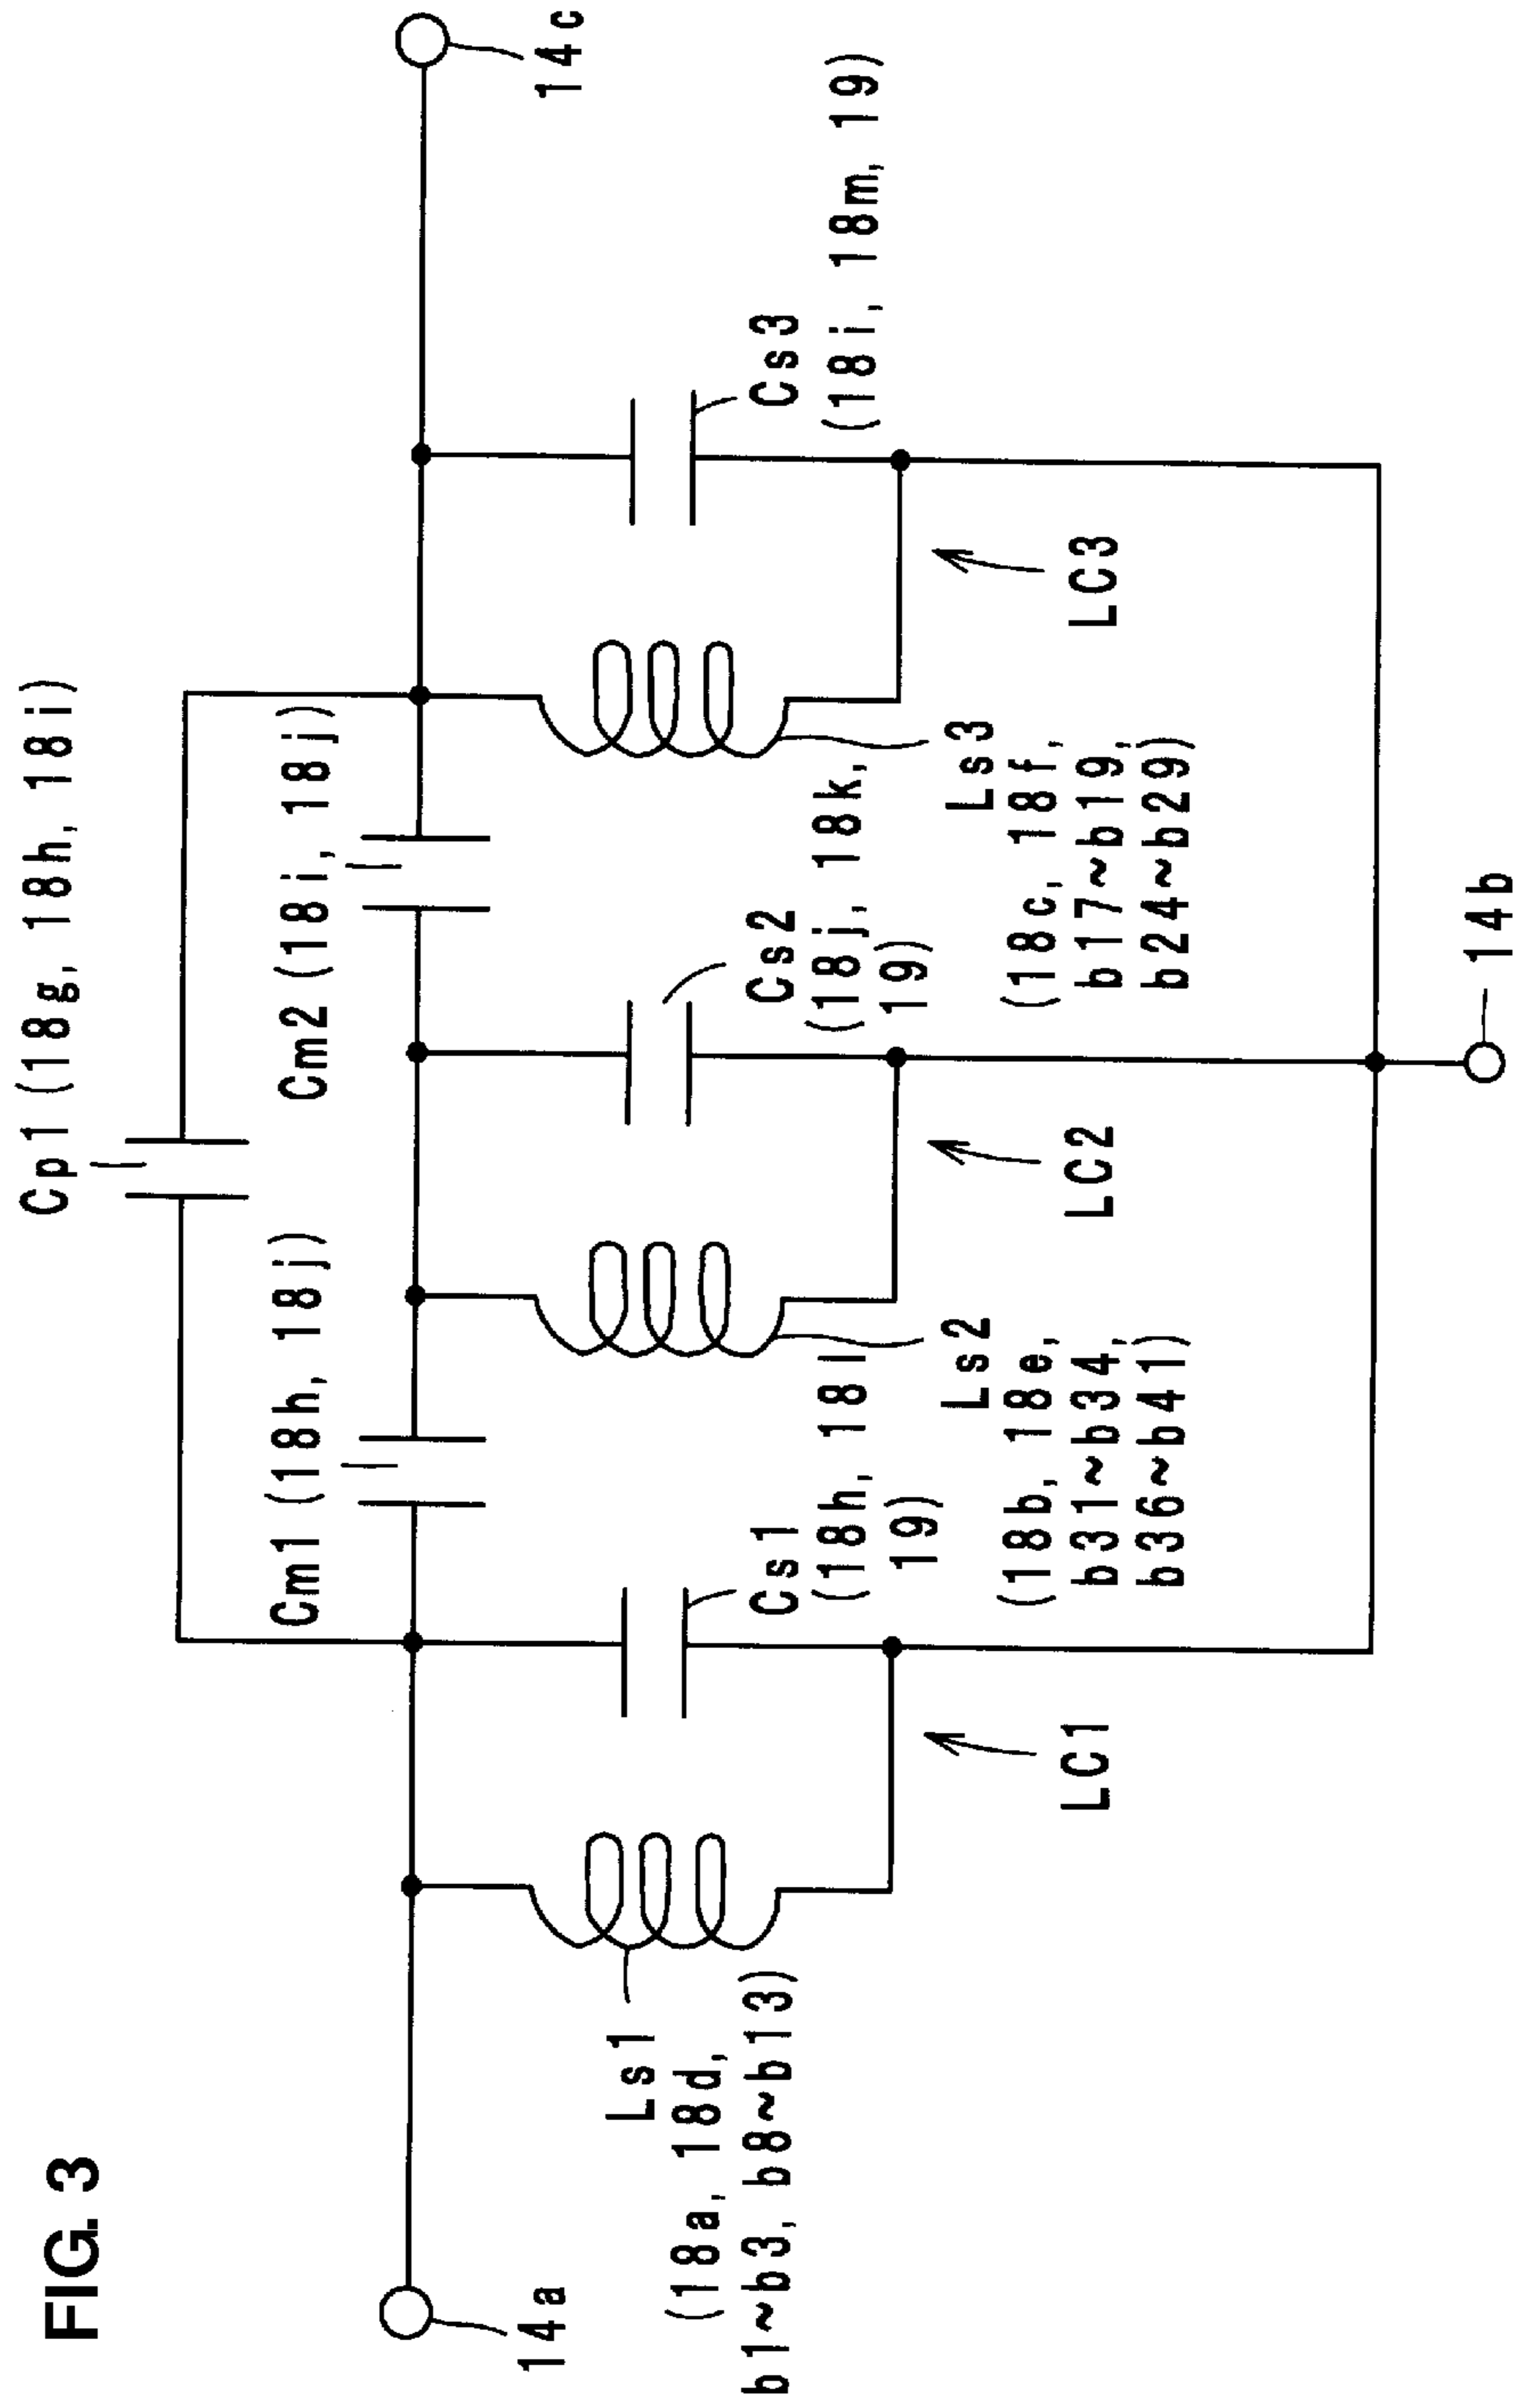 FIG. 3
Cp1 (18g, 18h, 18i)
Cm1 (18h, 18j)
Cm2 (18i, 18j)
14a
14c
Ls1
(18a, 18d,
b1~b3, b8~b13)
Cs1
(18h, 18l
19)
LC1
Ls2
(18b, 18e,
b31~b34,
b36~b41)
Cs2
(18j, 18k,
19)
LC2
Ls3
(18c, 18f,
b17~b19,
b24~b29)
Cs3
(18i, 18m, 19)
LC3
14b